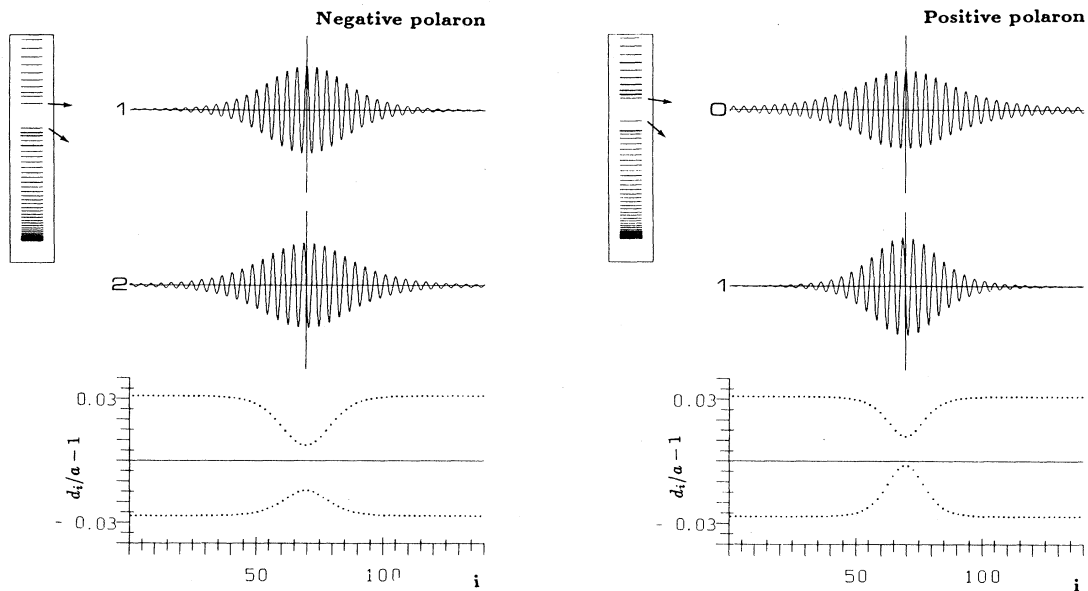 Negative polaron
1
2
0.03
d_i/a − 1
- 0.03
50
100
i
Positive polaron
0
1
0.03
d_i/a − 1
- 0.03
50
100
i